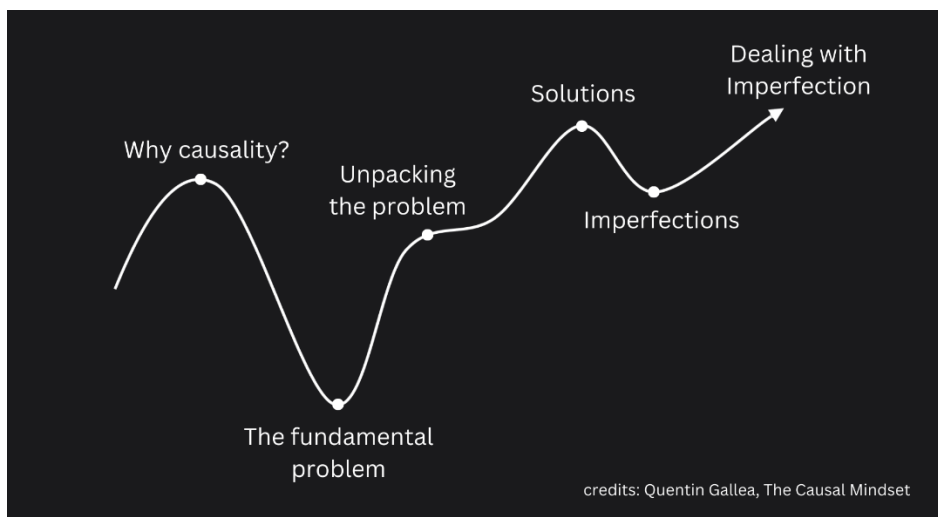 Why causality?
The fundamental
problem
Unpacking
the problem
Solutions
Imperfections
Dealing with
Imperfection
credits: Quentin Gallea, The Causal Mindset